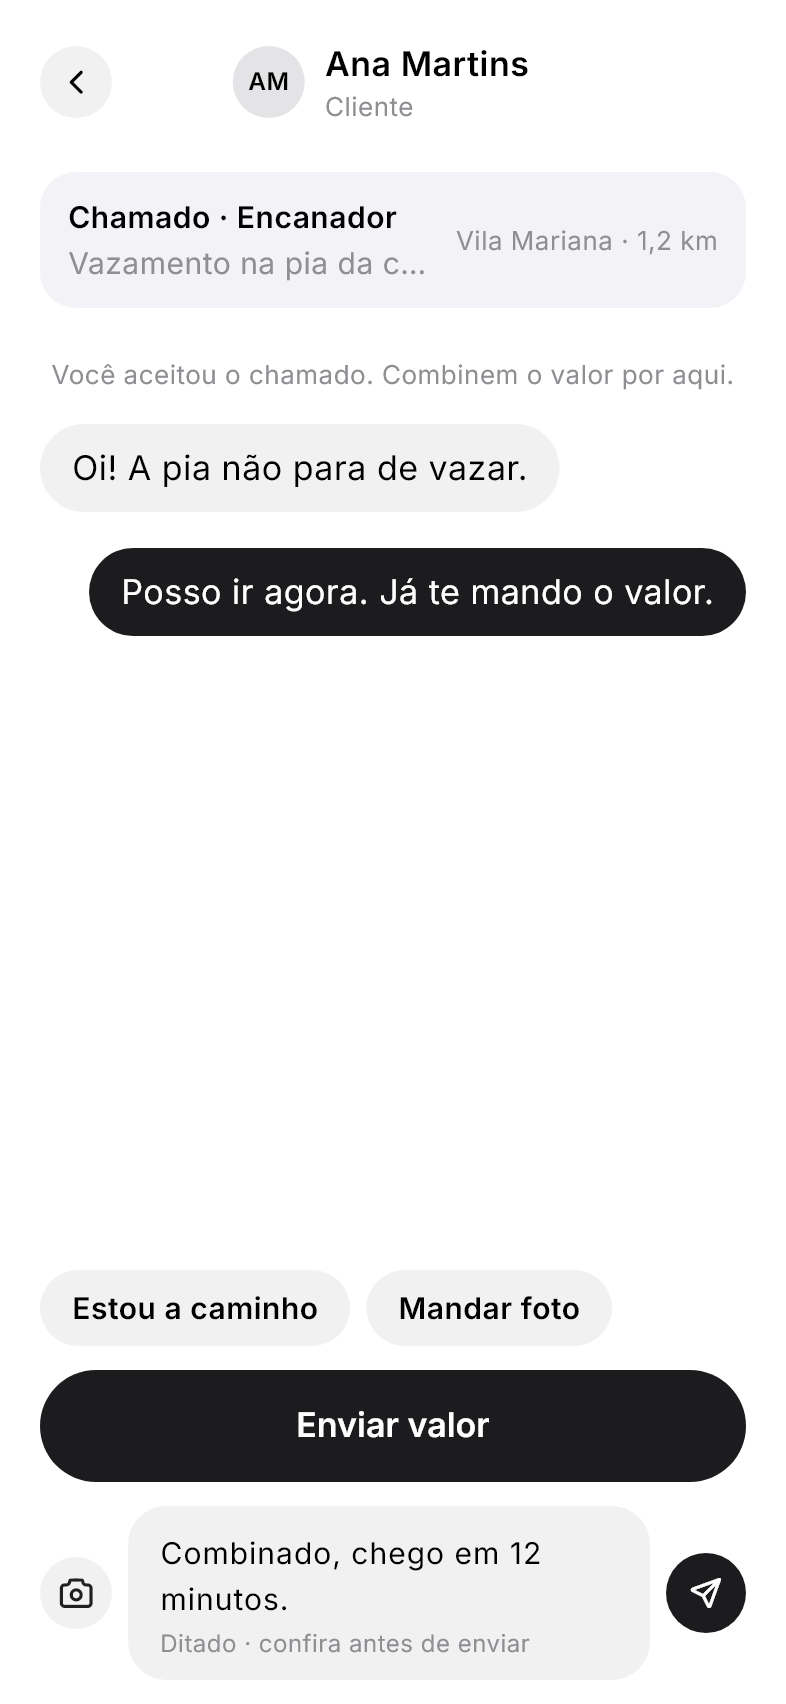 AM
Ana Martins
Cliente
Chamado · Encanador
Vazamento na pia da c...
Vila Mariana · 1,2 km
Você aceitou o chamado. Combinem o valor por aqui.
Oi! A pia não para de vazar.
Posso ir agora. Já te mando o valor.
Estou a caminho
Mandar foto
Enviar valor
Combinado, chego em 12
minutos.
Ditado · confira antes de enviar